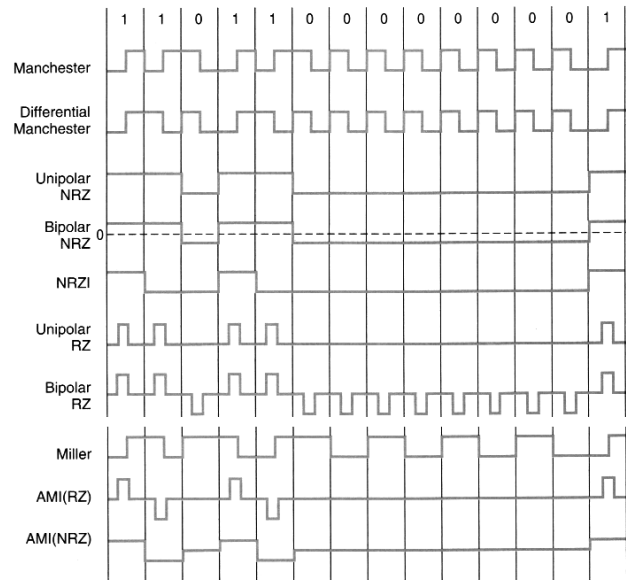 1 1 0 1 1 0 0 0 0 0 0 0 0 1
Manchester
Differential
Manchester
Unipolar
NRZ
Bipolar
NRZ
0
NRZI
Unipolar
RZ
Bipolar
RZ
Miller
AMI(RZ)
AMI(NRZ)